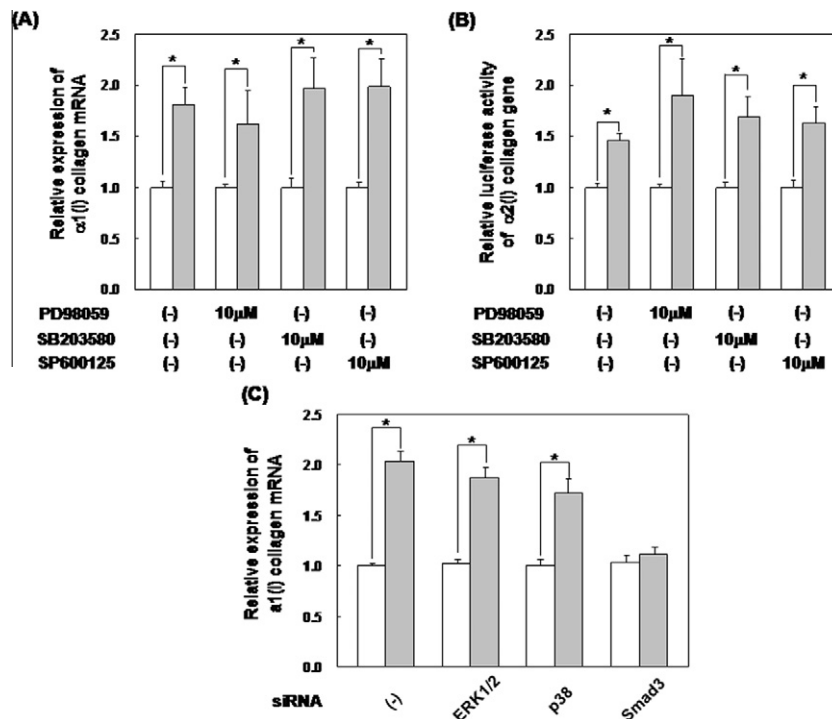 (A)
Relative expression of
α1(I) collagen mRNA
2.5
2.0
1.5
1.0
0.5
0.0
* * * *
PD98059 (-) 10μM (-) (-)
SB203580 (-) (-) 10μM (-)
SP600125 (-) (-) (-) 10μM
(B)
Relative luciferase activity
of α2(I) collagen gene
2.5
2.0
1.5
1.0
0.5
0.0
* * * *
PD98059 (-) 10μM (-) (-)
SB203580 (-) (-) 10μM (-)
SP600125 (-) (-) (-) 10μM
(C)
Relative expression of
a1(I) collagen mRNA
2.5
2.0
1.5
1.0
0.5
0.0
* * *
siRNA (-) ERK1/2 p38 Smad3